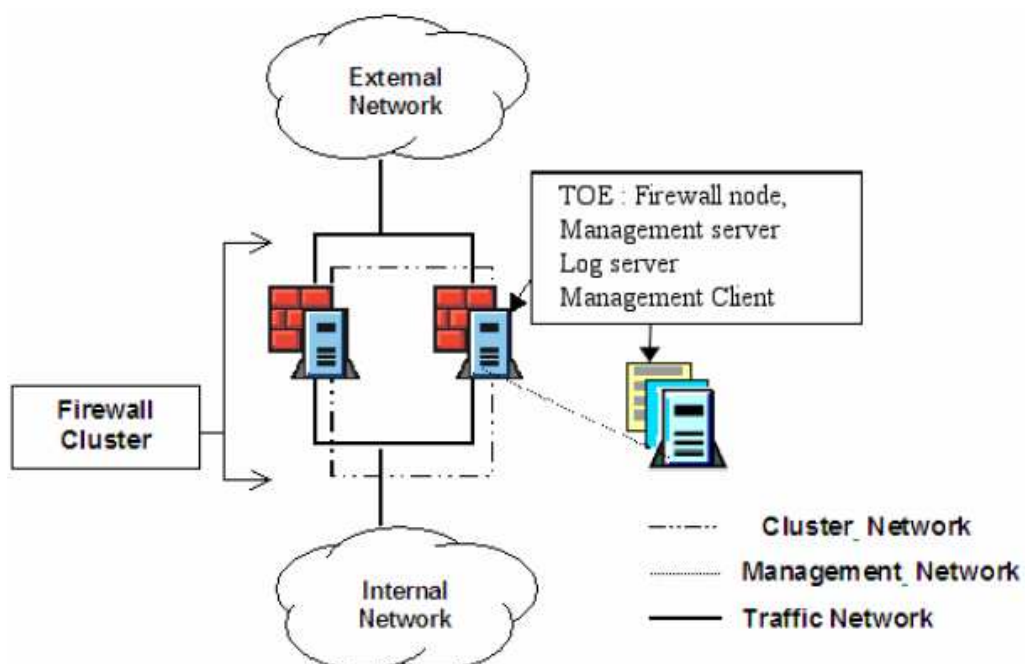 External
Network
TOE : Firewall node,
Management server
Log server
Management Client
Firewall
Cluster
Cluster_Network
Management_Network
Traffic Network
Internal
Network